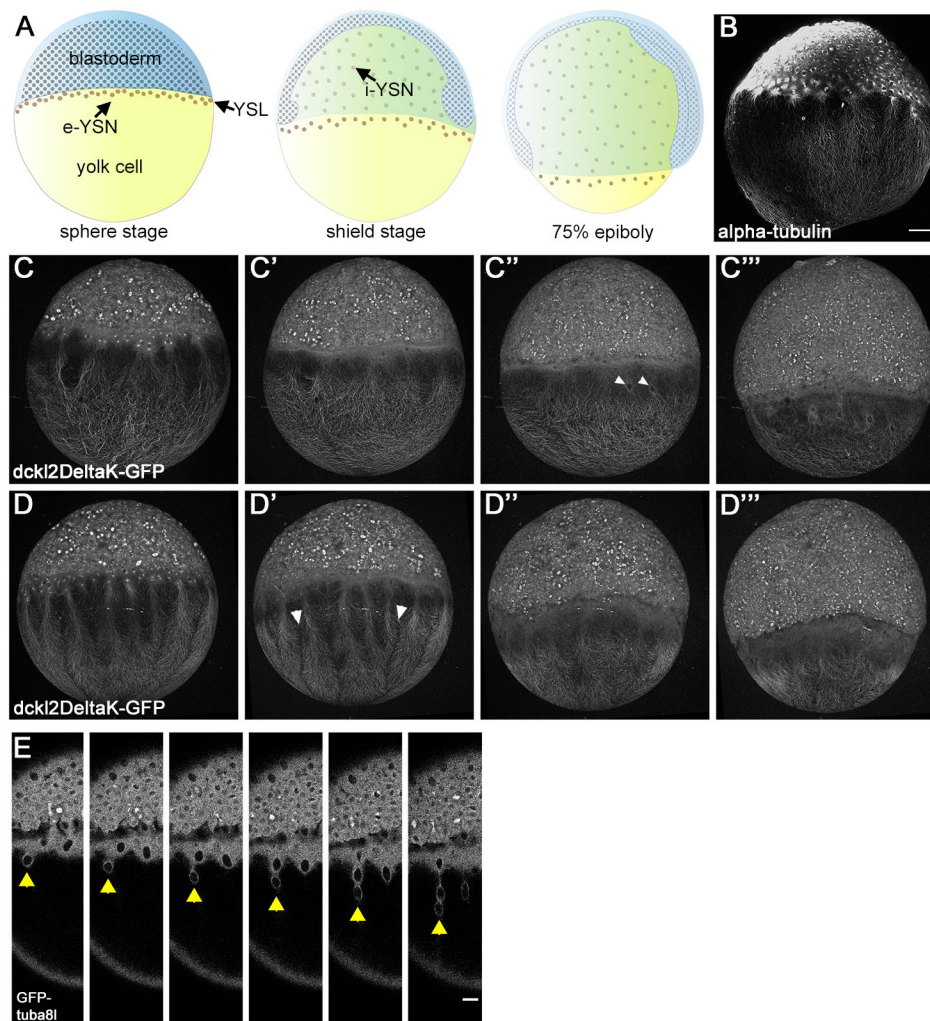 A
blastoderm
e-YSN
YSL
yolk cell
sphere stage
i-YSN
shield stage
75% epiboly
B
alpha-tubulin
C
C'
C''
C'''
dckl2DeltaK-GFP
D
D'
D''
D'''
dckl2DeltaK-GFP
E
GFP-
tuba8l